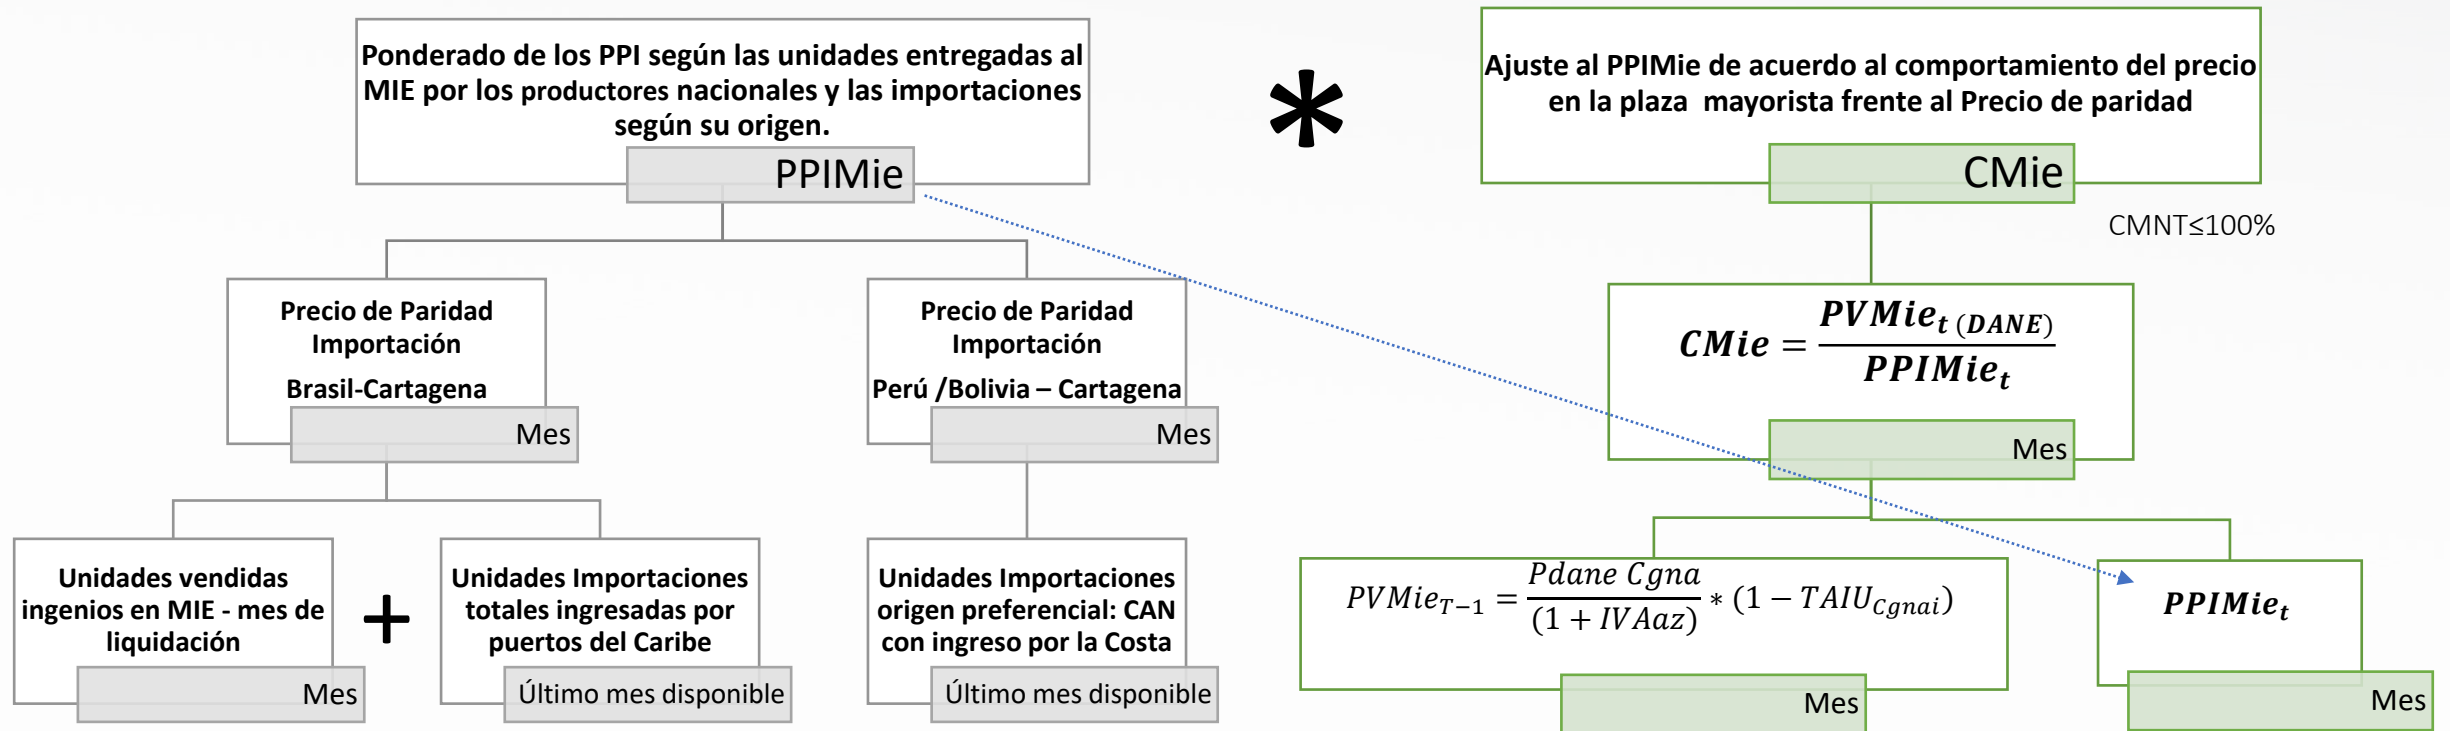 Ponderado de los PPI según las unidades entregadas al
MIE por los productores nacionales y las importaciones
según su origen.
PPIMie
*
Ajuste al PPIMie de acuerdo al comportamiento del precio
en la plaza mayorista frente al Precio de paridad
CMie
CMNT≤100%
Precio de Paridad
Importación
Brasil-Cartagena
Mes
Precio de Paridad
Importación
Perú /Bolivia – Cartagena
Mes
CMie = PVMie_t (DANE) / PPIMie_t
Mes
Unidades vendidas
ingenios en MIE - mes de
liquidación
Mes
+
Unidades Importaciones
totales ingresadas por
puertos del Caribe
Último mes disponible
Unidades Importaciones
origen preferencial: CAN
con ingreso por la Costa
Último mes disponible
PVMie_{T−1} = Pdane Cgna / (1 + IVAaz) * (1 − TAIU_{Cgnai})
Mes
PPIMie_t
Mes